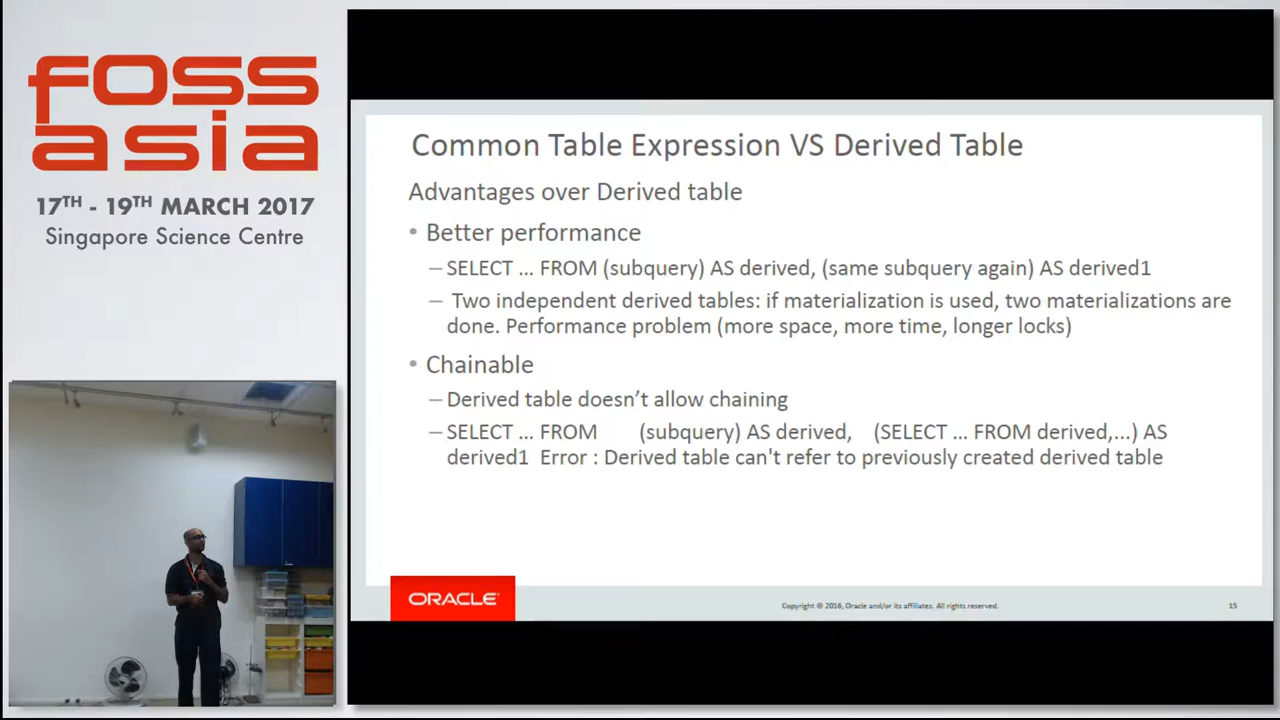 foss
asia
17TH - 19TH MARCH 2017
Singapore Science Centre
Common Table Expression VS Derived Table
Advantages over Derived table
• Better performance
– SELECT ... FROM (subquery) AS derived, (same subquery again) AS derived1
– Two independent derived tables: if materialization is used, two materializations are
done. Performance problem (more space, more time, longer locks)
• Chainable
– Derived table doesn’t allow chaining
– SELECT ... FROM (subquery) AS derived, (SELECT ... FROM derived,...) AS
derived1 Error : Derived table can't refer to previously created derived table
ORACLE
Copyright © 2016, Oracle and/or its affiliates. All rights reserved.
15